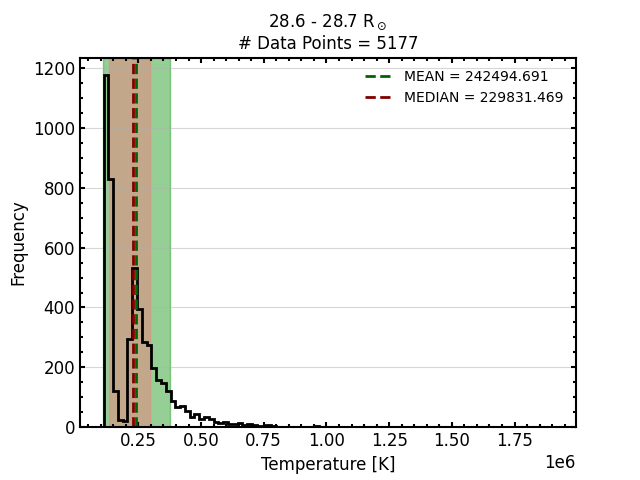 28.6 - 28.7 R⊙
# Data Points = 5177
MEAN = 242494.691
MEDIAN = 229831.469
Frequency
1200
1000
800
600
400
200
0
0.25 0.50 0.75 1.00 1.25 1.50 1.75
Temperature [K]
1e6